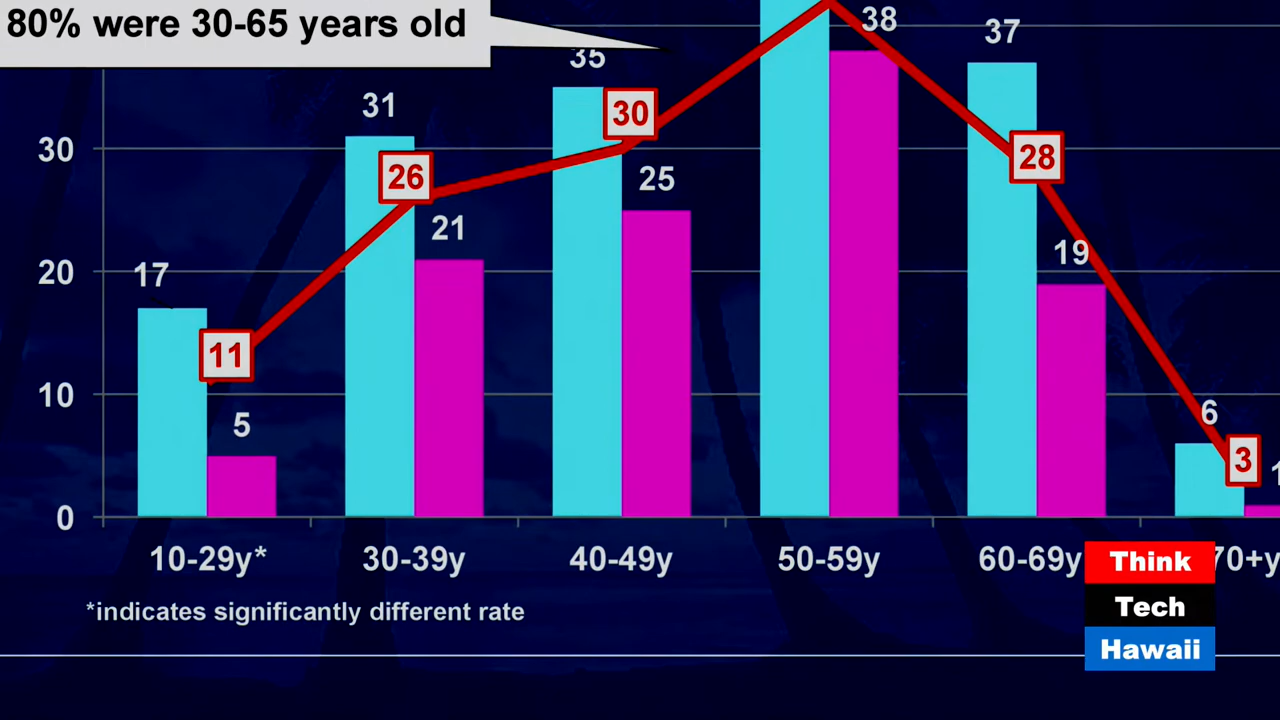 80% were 30-65 years old
38
37
35
31
30
30
28
26
25
21
20
19
17
11
10
5
6
3
0
10-29y*
30-39y
40-49y
50-59y
60-69y
70+y
*indicates significantly different rate
Think
Tech
Hawaii